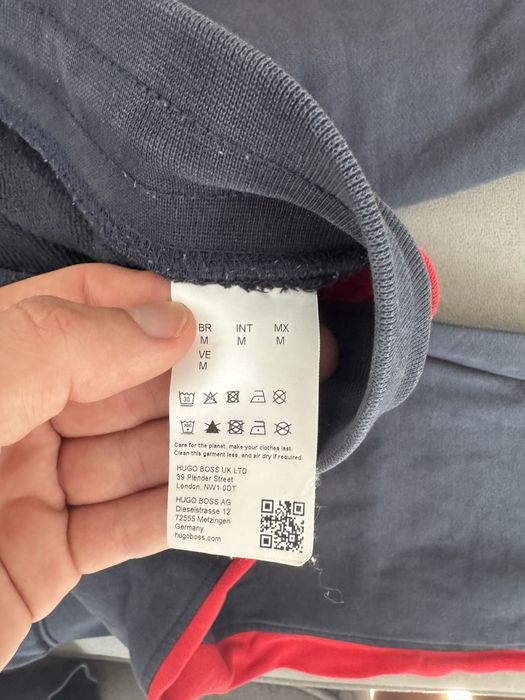 BR INT MX
M M M
VE
M
30
Care for the planet, make your clothes last.
Clean this garment less, and air dry if required.
HUGO BOSS UK LTD
39 Plender Street
London, NW1 0DT
HUGO BOSS AG
Dieselstrasse 12
72555 Metzingen
Germany
hugoboss.com